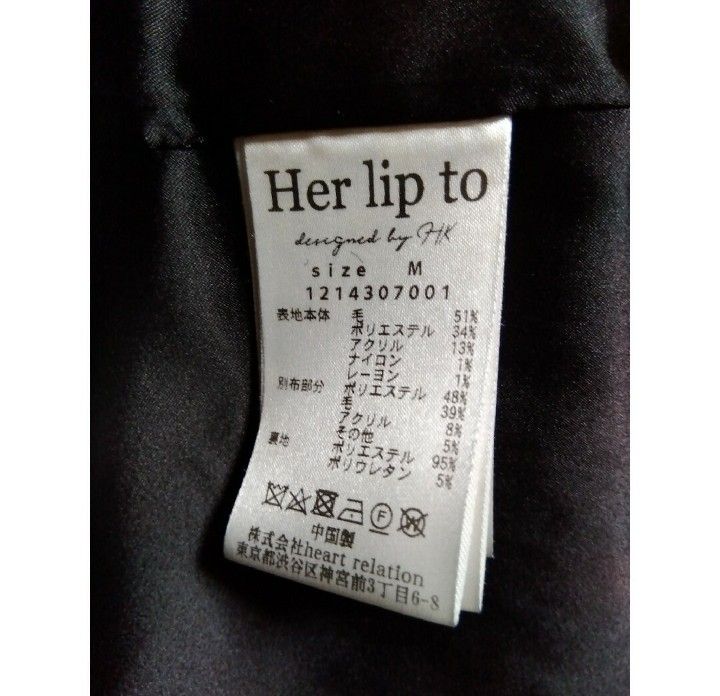 Her lip to
designed by HK
size M
1214307001
表地本体 毛 51%
ポリエステル 34%
アクリル 13%
ナイロン 1%
レーヨン 1%
別布部分 ポリエステル 48%
毛 39%
アクリル 8%
その他 5%
裏地 ポリエステル 95%
ポリウレタン 5%
中国製
株式会社heart relation
東京都渋谷区神宮前3丁目6-8